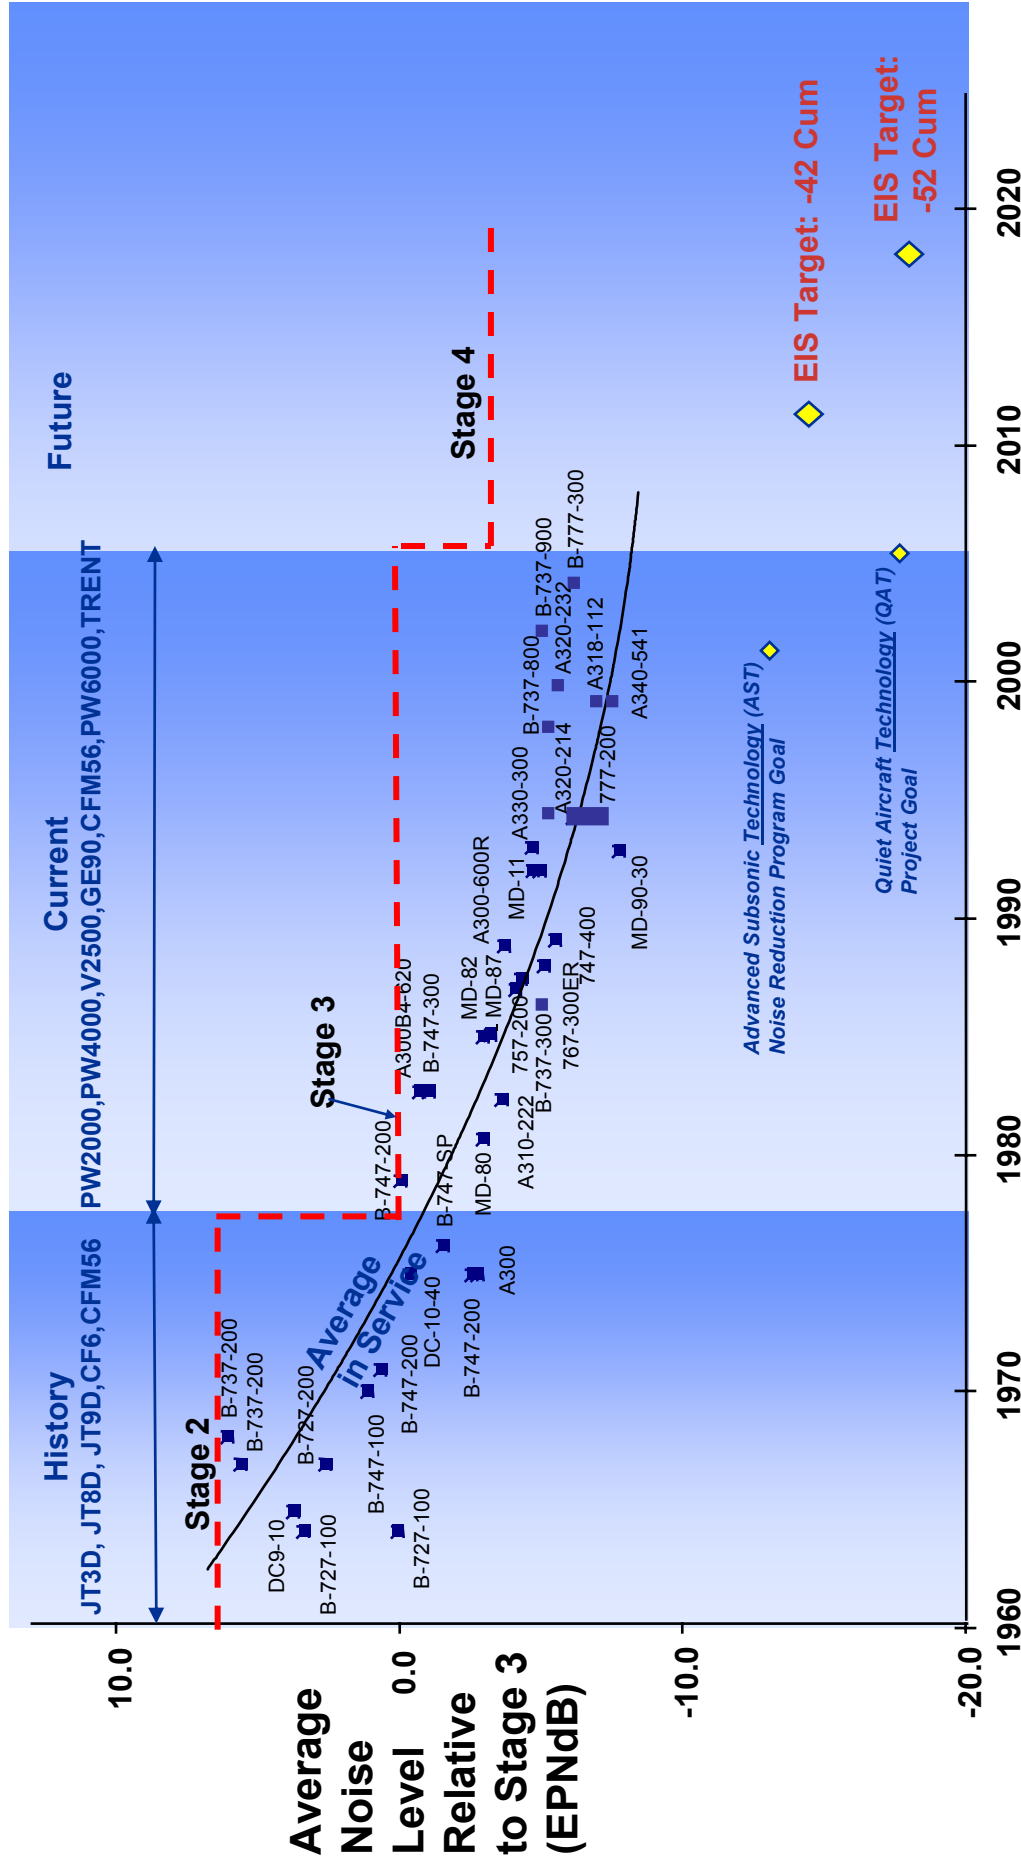 History
JT3D, JT8D, JT9D,CF6,CFM56
Current
PW2000,PW4000,V2500,GE90,CFM56,PW6000,TRENT
Future
Average
Noise
Level
Relative
to Stage 3
(EPNdB)
10.0
0.0
-10.0
-20.0
Stage 2
Stage 3
Stage 4
Average
in Service
B-737-200
B-737-200
DC9-10
B-727-100
B-727-200
B-727-100
B-747-100
B-747-200
DC-10-40
B-747-200
A300
B-747-SP
B-747-200
MD-80
A310-222
A300B4-620
B-747-300
MD-82
MD-87
757-200
B-737-300
767-300ER
747-400
A300-600R
MD-11
A330-300
MD-90-30
A320-214
777-200
B-737-800
A320-232
A318-112
A340-541
B-737-900
B-777-300
Advanced Subsonic Technology (AST)
Noise Reduction Program Goal
Quiet Aircraft Technology (QAT)
Project Goal
EIS Target: -42 Cum
EIS Target:
-52 Cum
1960
1970
1980
1990
2000
2010
2020